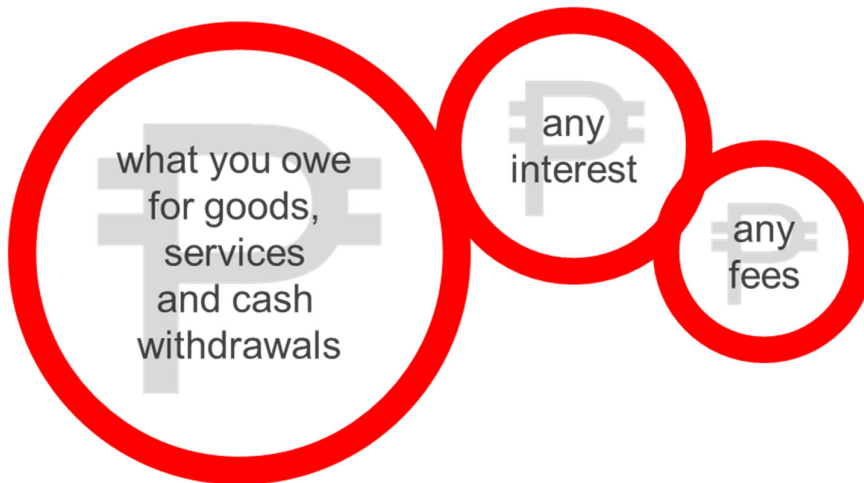 what you owe
for goods,
services
and cash
withdrawals
any
interest
any
fees